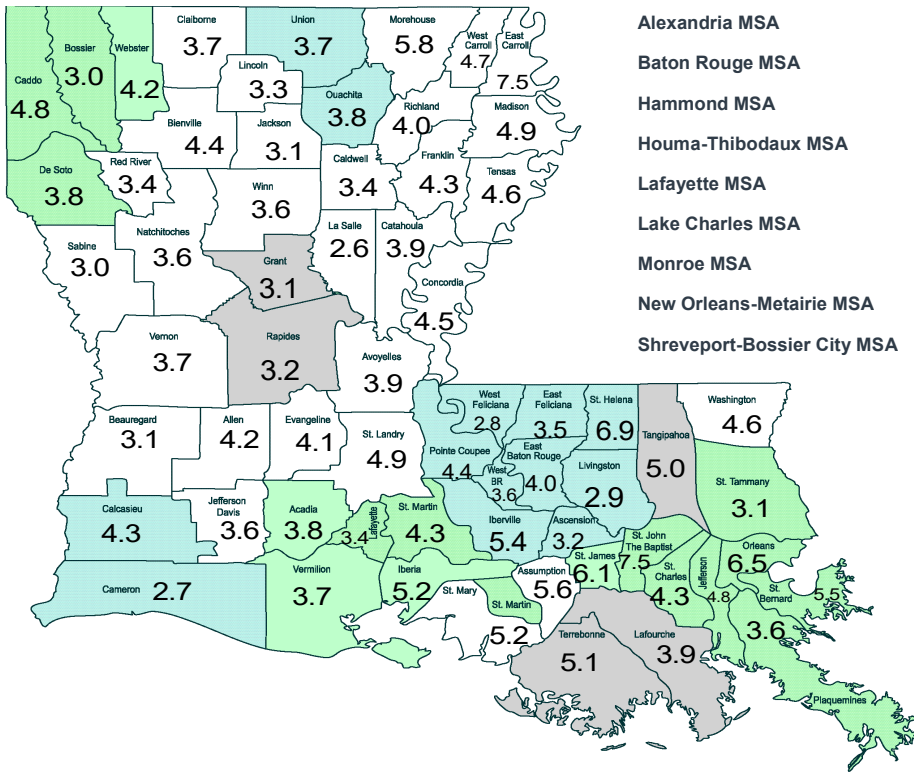 Alexandria MSA
Baton Rouge MSA
Hammond MSA
Houma-Thibodaux MSA
Lafayette MSA
Lake Charles MSA
Monroe MSA
New Orleans-Metairie MSA
Shreveport-Bossier City MSA
Caddo
4.8
Bossier
3.0
Webster
4.2
Claiborne
3.7
Union
3.7
Morehouse
5.8
West
Carroll
4.7
East
Carroll
7.5
Lincoln
3.3
Ouachita
3.8
Richland
4.0
Madison
4.9
Bienville
4.4
Jackson
3.1
De Soto
3.8
Red River
3.4
Caldwell
3.4
Franklin
4.3
Tensas
4.6
Winn
3.6
Natchitoches
3.6
Sabine
3.0
Grant
3.1
La Salle
2.6
Catahoula
3.9
Concordia
4.5
Vernon
3.7
Rapides
3.2
Avoyelles
3.9
Beauregard
3.1
Allen
4.2
Evangeline
4.1
St. Landry
4.9
Pointe Coupee
4.4
West
Feliciana
2.8
East
Feliciana
3.5
St. Helena
6.9
Tangipahoa
5.0
Washington
4.6
West
BR
3.6
East
Baton Rouge
4.0
Livingston
2.9
St. Tammany
3.1
Calcasieu
4.3
Jefferson
Davis
3.6
Acadia
3.8
Lafayette
3.4
St. Martin
4.3
Iberville
5.4
Ascension
3.2
St. James
6.1
St. John
The Baptist
7.5
St.
Charles
4.3
Jefferson
4.8
Orleans
6.5
St.
Bernard
5.5
Cameron
2.7
Vermilion
3.7
Iberia
5.2
St. Mary
5.2
St. Martin
Assumption
5.6
Terrebonne
5.1
Lafourche
3.9
3.6
Plaquemines